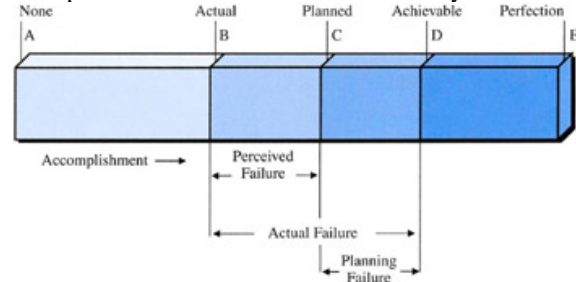 None Actual Planned Achievable Perfection
A B C D E
Accomplishment
Perceived
Failure
Actual Failure
Planning
Failure